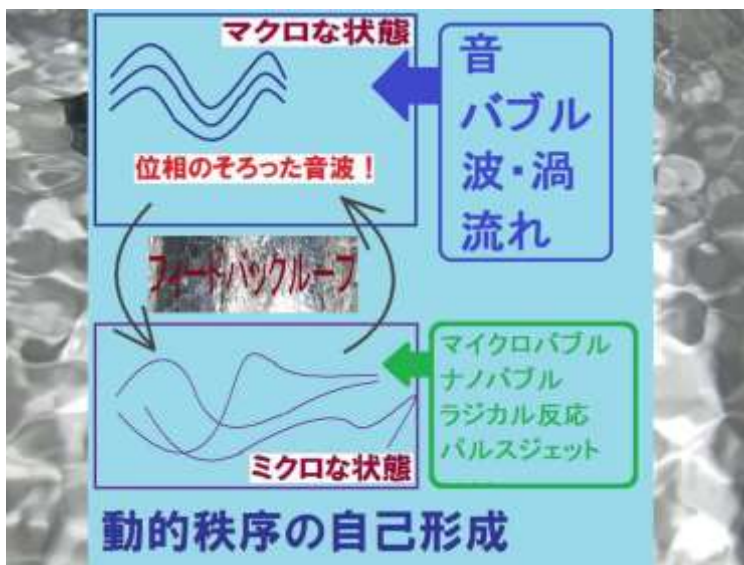 マクロな状態
位相のそろった音波！
音
バブル
波・渦
流れ
フィードバックループ
マイクロバブル
ナノバブル
ラジカル反応
パルスジェット
……
ミクロな状態
動的秩序の自己形成